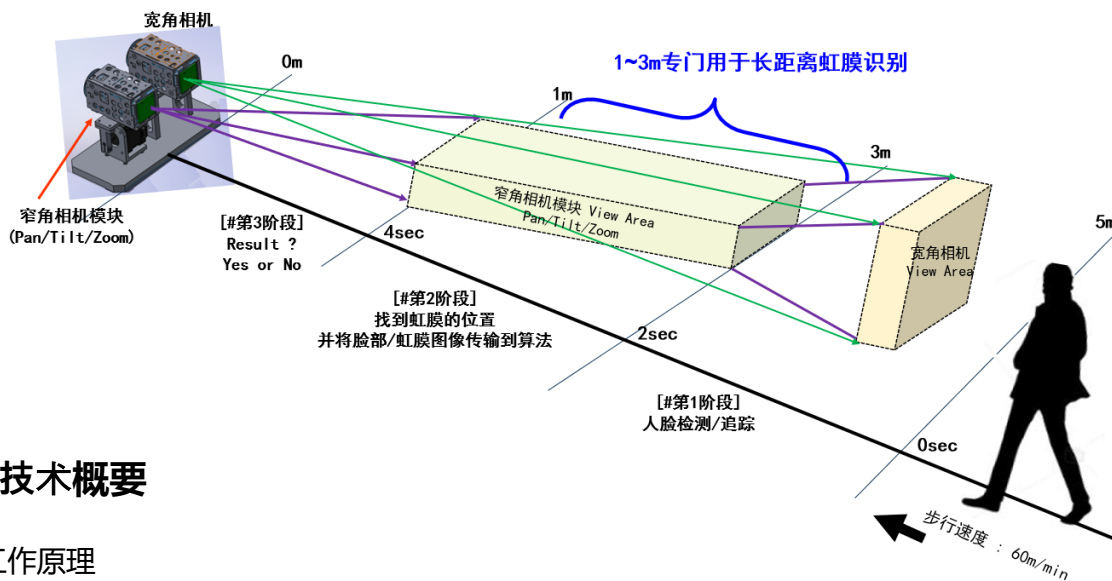 宽角相机
0m
1~3m专门用于长距离虹膜识别
1m
3m
5m
窄角相机模块
(Pan/Tilt/Zoom)
窄角相机模块 View Area
Pan/Tilt/Zoom
宽角相机
View Area
[#第3阶段]
Result ?
Yes or No
4sec
[#第2阶段]
找到虹膜的位置
并将脸部/虹膜图像传输到算法
2sec
[#第1阶段]
人脸检测/追踪
0sec
步行速度 : 60m/min
技术概要
工作原理